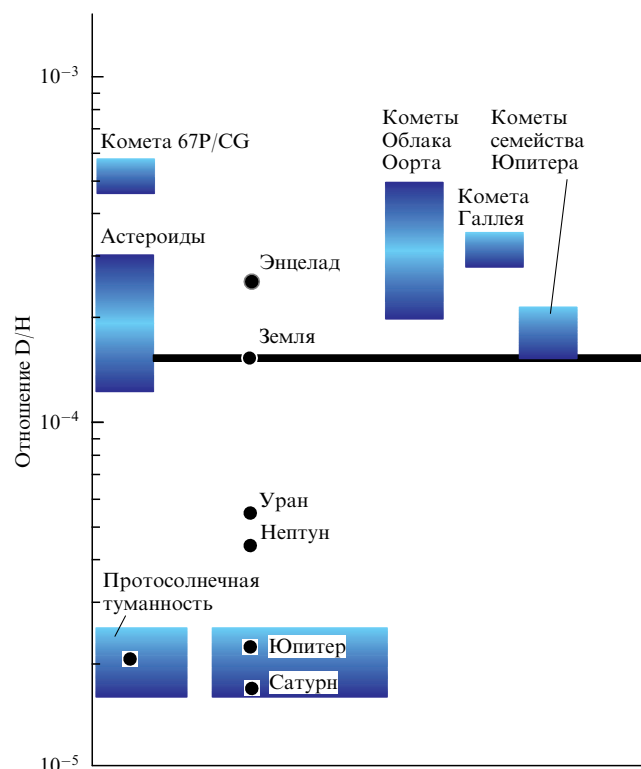 10⁻³
Комета 67P/CG
Кометы
Облака
Оорта
Кометы
семейства
Юпитера
Комета
Галлея
Астероиды
Энцелад
Земля
Отношение D/H
10⁻⁴
Уран
Нептун
Протосолнечная
туманность
Юпитер
Сатурн
10⁻⁵